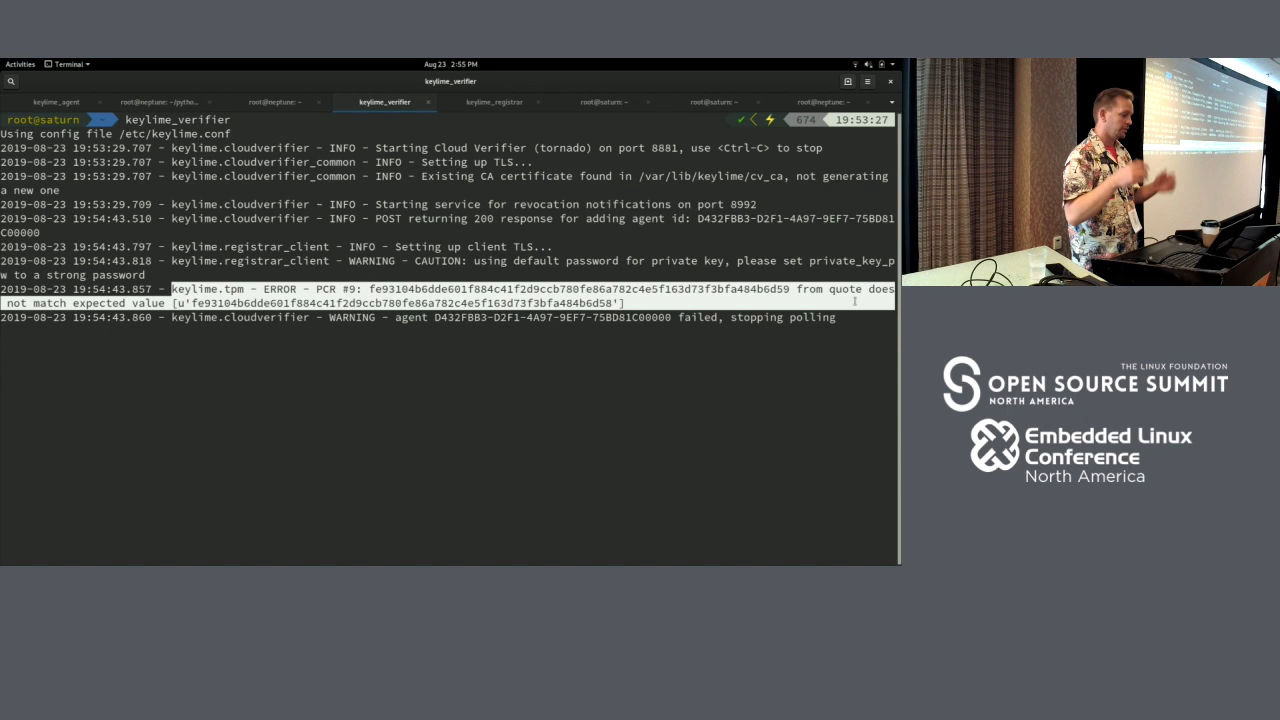 Activities Terminal Aug 23 2:55 PM
keylime_verifier
keylime_agent root@neptune: ~/pytho... root@neptune: ~ keylime_verifier keylime_registrar root@saturn: ~ root@saturn: ~ root@neptune: ~
root@saturn ~ keylime_verifier 674 19:53:27
Using config file /etc/keylime.conf
2019-08-23 19:53:29.707 - keylime.cloudverifier - INFO - Starting Cloud Verifier (tornado) on port 8881, use <Ctrl-C> to stop
2019-08-23 19:53:29.707 - keylime.cloudverifier_common - INFO - Setting up TLS...
2019-08-23 19:53:29.707 - keylime.cloudverifier_common - INFO - Existing CA certificate found in /var/lib/keylime/cv_ca, not generating
a new one
2019-08-23 19:53:29.709 - keylime.cloudverifier - INFO - Starting service for revocation notifications on port 8992
2019-08-23 19:54:43.510 - keylime.cloudverifier - INFO - POST returning 200 response for adding agent id: D432FBB3-D2F1-4A97-9EF7-75BD81
C00000
2019-08-23 19:54:43.797 - keylime.registrar_client - INFO - Setting up client TLS...
2019-08-23 19:54:43.818 - keylime.registrar_client - WARNING - CAUTION: using default password for private key, please set private_key_p
w to a strong password
2019-08-23 19:54:43.857 - keylime.tpm - ERROR - PCR #9: fe93104b6dde601f884c41f2d9ccb780fe86a782c4e5f163d73f3bfa484b6d59 from quote does
not match expected value [u'fe93104b6dde601f884c41f2d9ccb780fe86a782c4e5f163d73f3bfa484b6d58']
2019-08-23 19:54:43.860 - keylime.cloudverifier - WARNING - agent D432FBB3-D2F1-4A97-9EF7-75BD81C00000 failed, stopping polling
THE LINUX FOUNDATION
OPEN SOURCE SUMMIT
NORTH AMERICA
Embedded Linux
Conference
North America